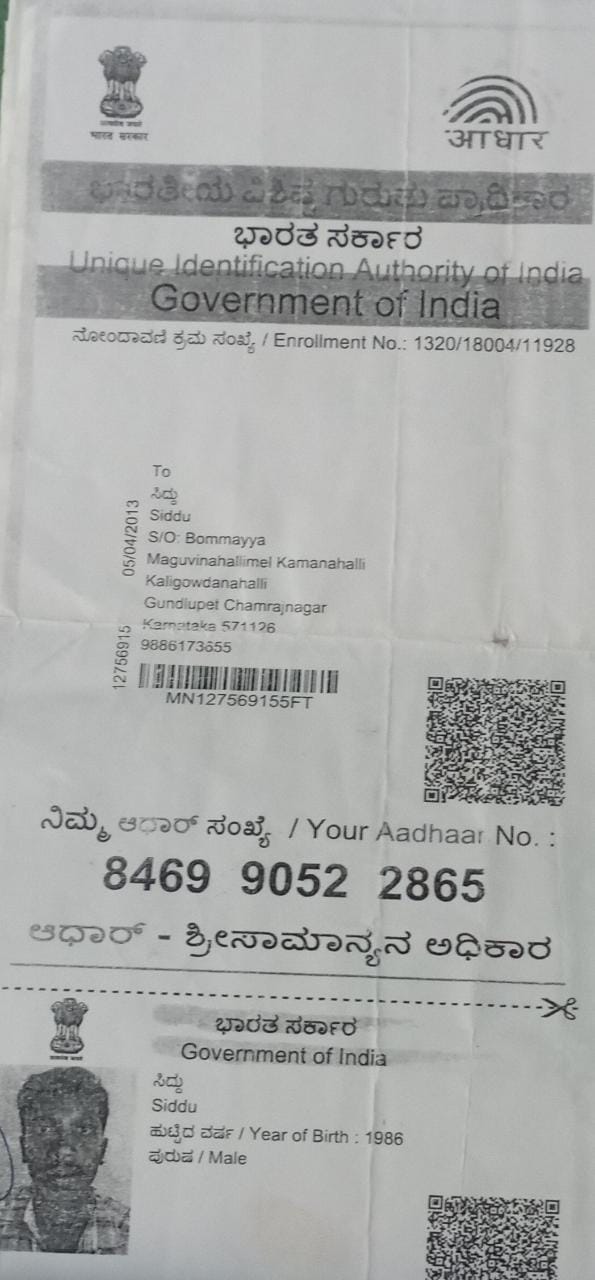 भारत सरकार
आधार
ಭಾರತೀಯ ವಿಶಿಷ್ಟ ಗುರುತು ಪ್ರಾಧಿಕಾರ
ಭಾರತ ಸರ್ಕಾರ
Unique Identification Authority of India
Government of India
ನೋಂದಾವಣೆ ಕ್ರಮ ಸಂಖ್ಯೆ / Enrollment No.: 1320/18004/11928
To
ಸಿದ್ದು
Siddu
S/O: Bommayya
Maguvinahallimel Kamanahalli
Kaligowdanahalli
Gundlupet Chamrajnagar
Karnataka 571126
9886173655
05/04/2013
12756915
MN127569155FT
ನಿಮ್ಮ ಆಧಾರ್ ಸಂಖ್ಯೆ / Your Aadhaar No. :
8469 9052 2865
ಆಧಾರ್ - ಶ್ರೀಸಾಮಾನ್ಯನ ಅಧಿಕಾರ
ಭಾರತ ಸರ್ಕಾರ
Government of India
ಸಿದ್ದು
Siddu
ಹುಟ್ಟಿದ ವರ್ಷ / Year of Birth : 1986
ಪುರುಷ / Male